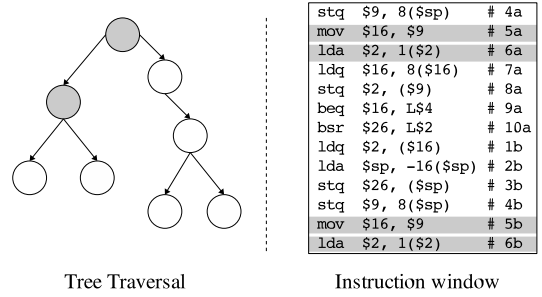 stq $9, 8($sp) # 4a
mov $16, $9 # 5a
lda $2, 1($2) # 6a
ldq $16, 8($16) # 7a
stq $2, ($9) # 8a
beq $16, L$4 # 9a
bsr $26, L$2 # 10a
ldq $2, ($16) # 1b
lda $sp, -16($sp) # 2b
stq $26, ($sp) # 3b
stq $9, 8($sp) # 4b
mov $16, $9 # 5b
lda $2, 1($2) # 6b
Tree Traversal
Instruction window